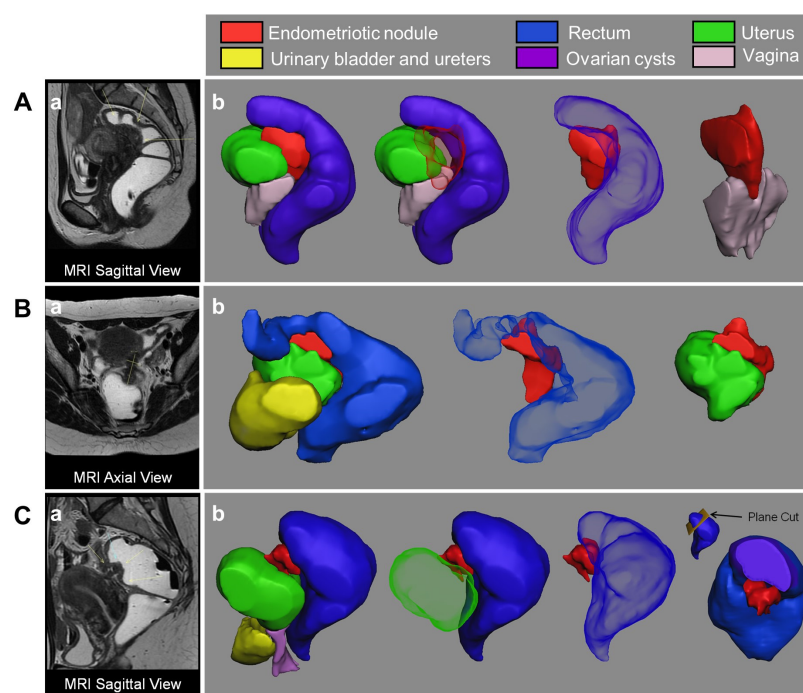 Endometriotic nodule
Rectum
Uterus
Urinary bladder and ureters
Ovarian cysts
Vagina
A
a
b
MRI Sagittal View
B
a
b
MRI Axial View
C
a
b
Plane Cut
MRI Sagittal View